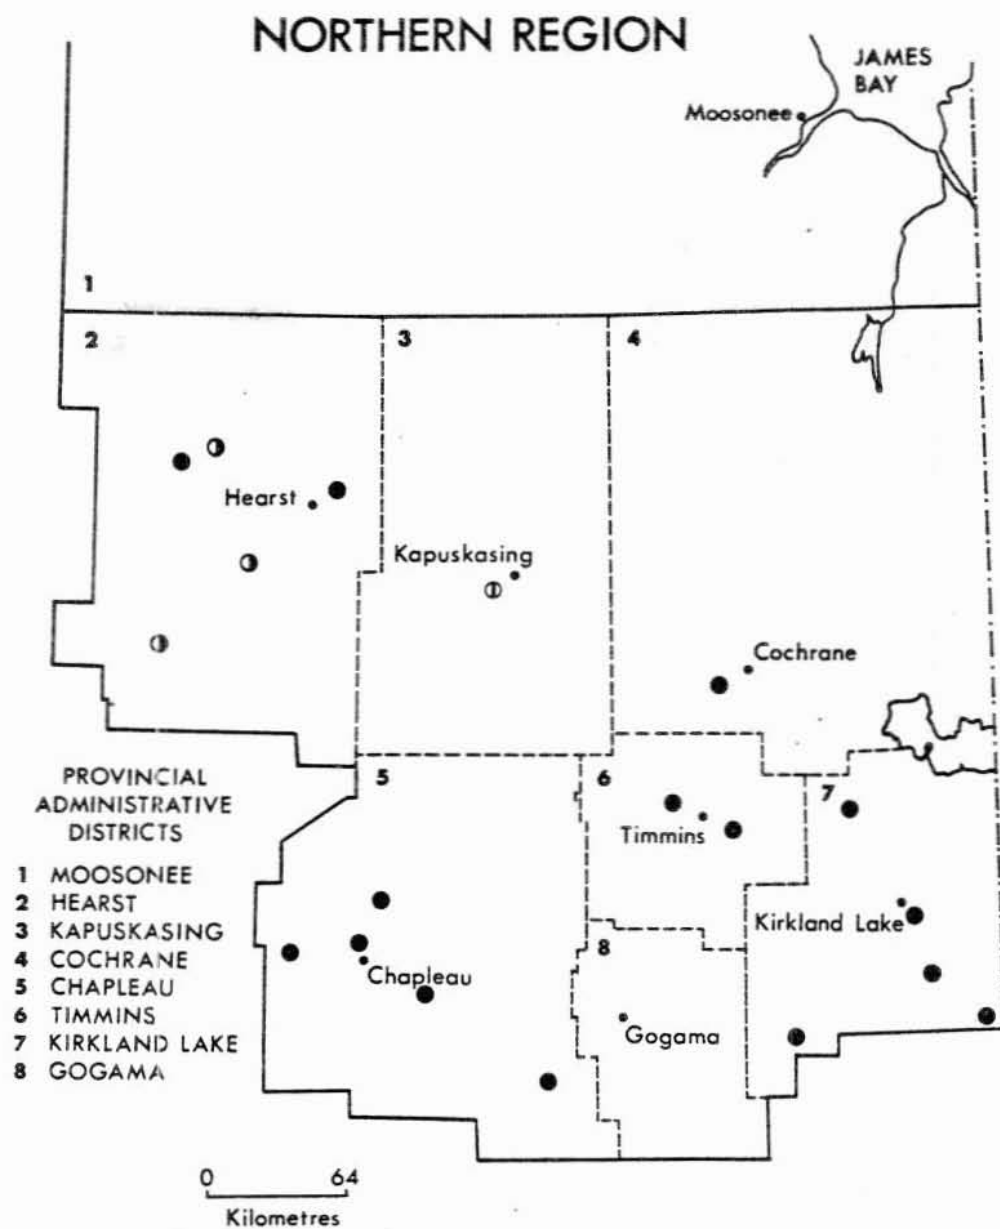 NORTHERN REGION
JAMES
BAY
Moosonee
1
2
3
4
Hearst
Kapuskasing
Cochrane
5
6
7
PROVINCIAL
ADMINISTRATIVE
DISTRICTS
Timmins
1 MOOSONEE
2 HEARST
3 KAPUSKASING
4 COCHRANE
5 CHAPLEAU
6 TIMMINS
7 KIRKLAND LAKE
8 GOGAMA
Kirkland Lake
8
Chapleau
Gogama
0 64
Kilometres